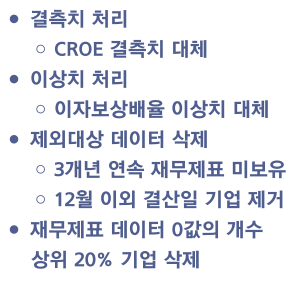 • 결측치 처리
○ CROE 결측치 대체
• 이상치 처리
○ 이자보상배율 이상치 대체
• 제외대상 데이터 삭제
○ 3개년 연속 재무제표 미보유
○ 12월 이외 결산일 기업 제거
• 재무제표 데이터 0값의 개수
상위 20% 기업 삭제